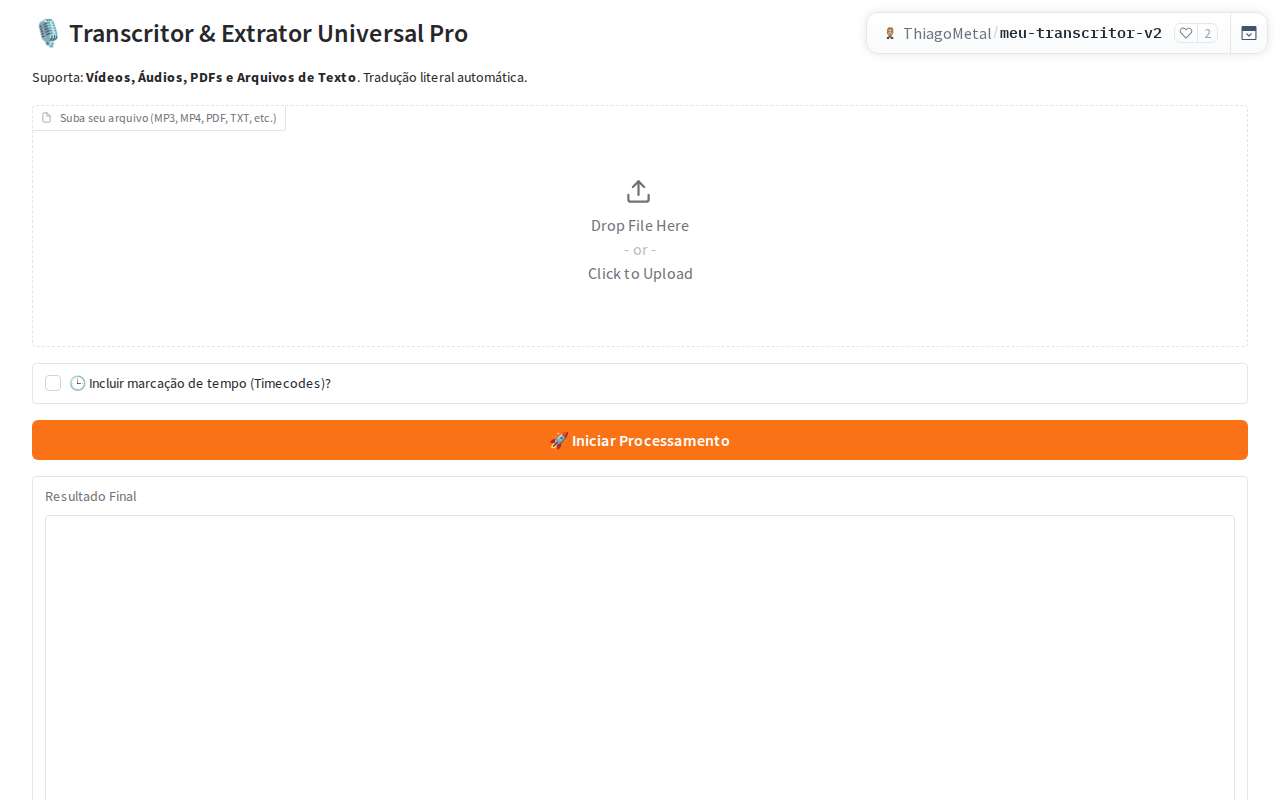 🎙️ Transcritor & Extrator Universal Pro
ThiagoMetal/meu-transcritor-v2 2
Suporta: Vídeos, Áudios, PDFs e Arquivos de Texto. Tradução literal automática.
Suba seu arquivo (MP3, MP4, PDF, TXT, etc.)
Drop File Here
- or -
Click to Upload
🕒 Incluir marcação de tempo (Timecodes)?
🚀 Iniciar Processamento
Resultado Final